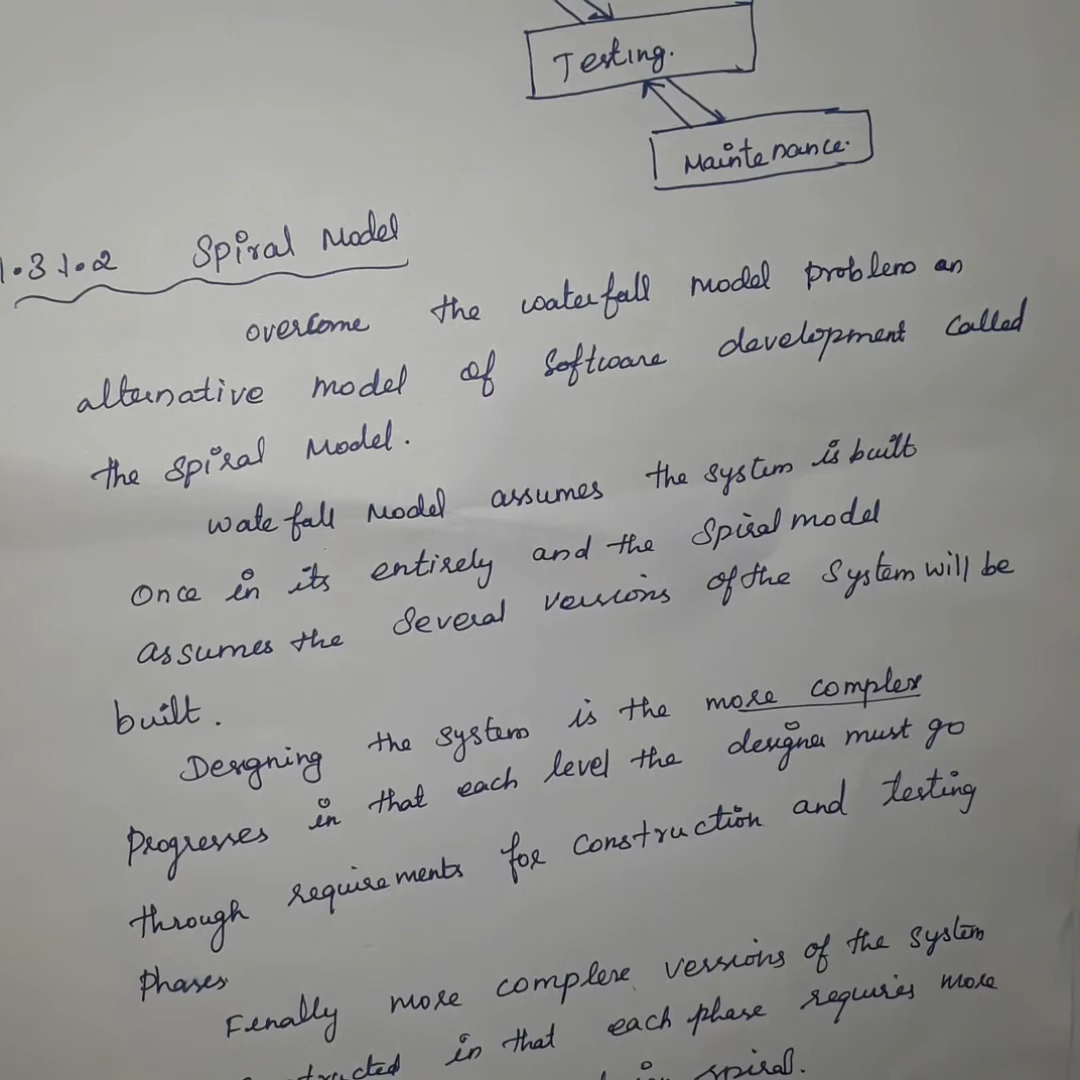 Testing.
Maintenance.
1.3.1.2 Spiral Model
overcome the waterfall model problem an
alternative model of software development called
the spiral Model.
Wate fall Model assumes the system is built
Once in its entirely and the Spiral model
assumes the several versions of the System will be
built.
Designing the system is the more complex
Progresses in that each level the designer must go
through requirements for construction and testing
Phases
Finally more complex versions of the system
in that each phase requires more
spiral.